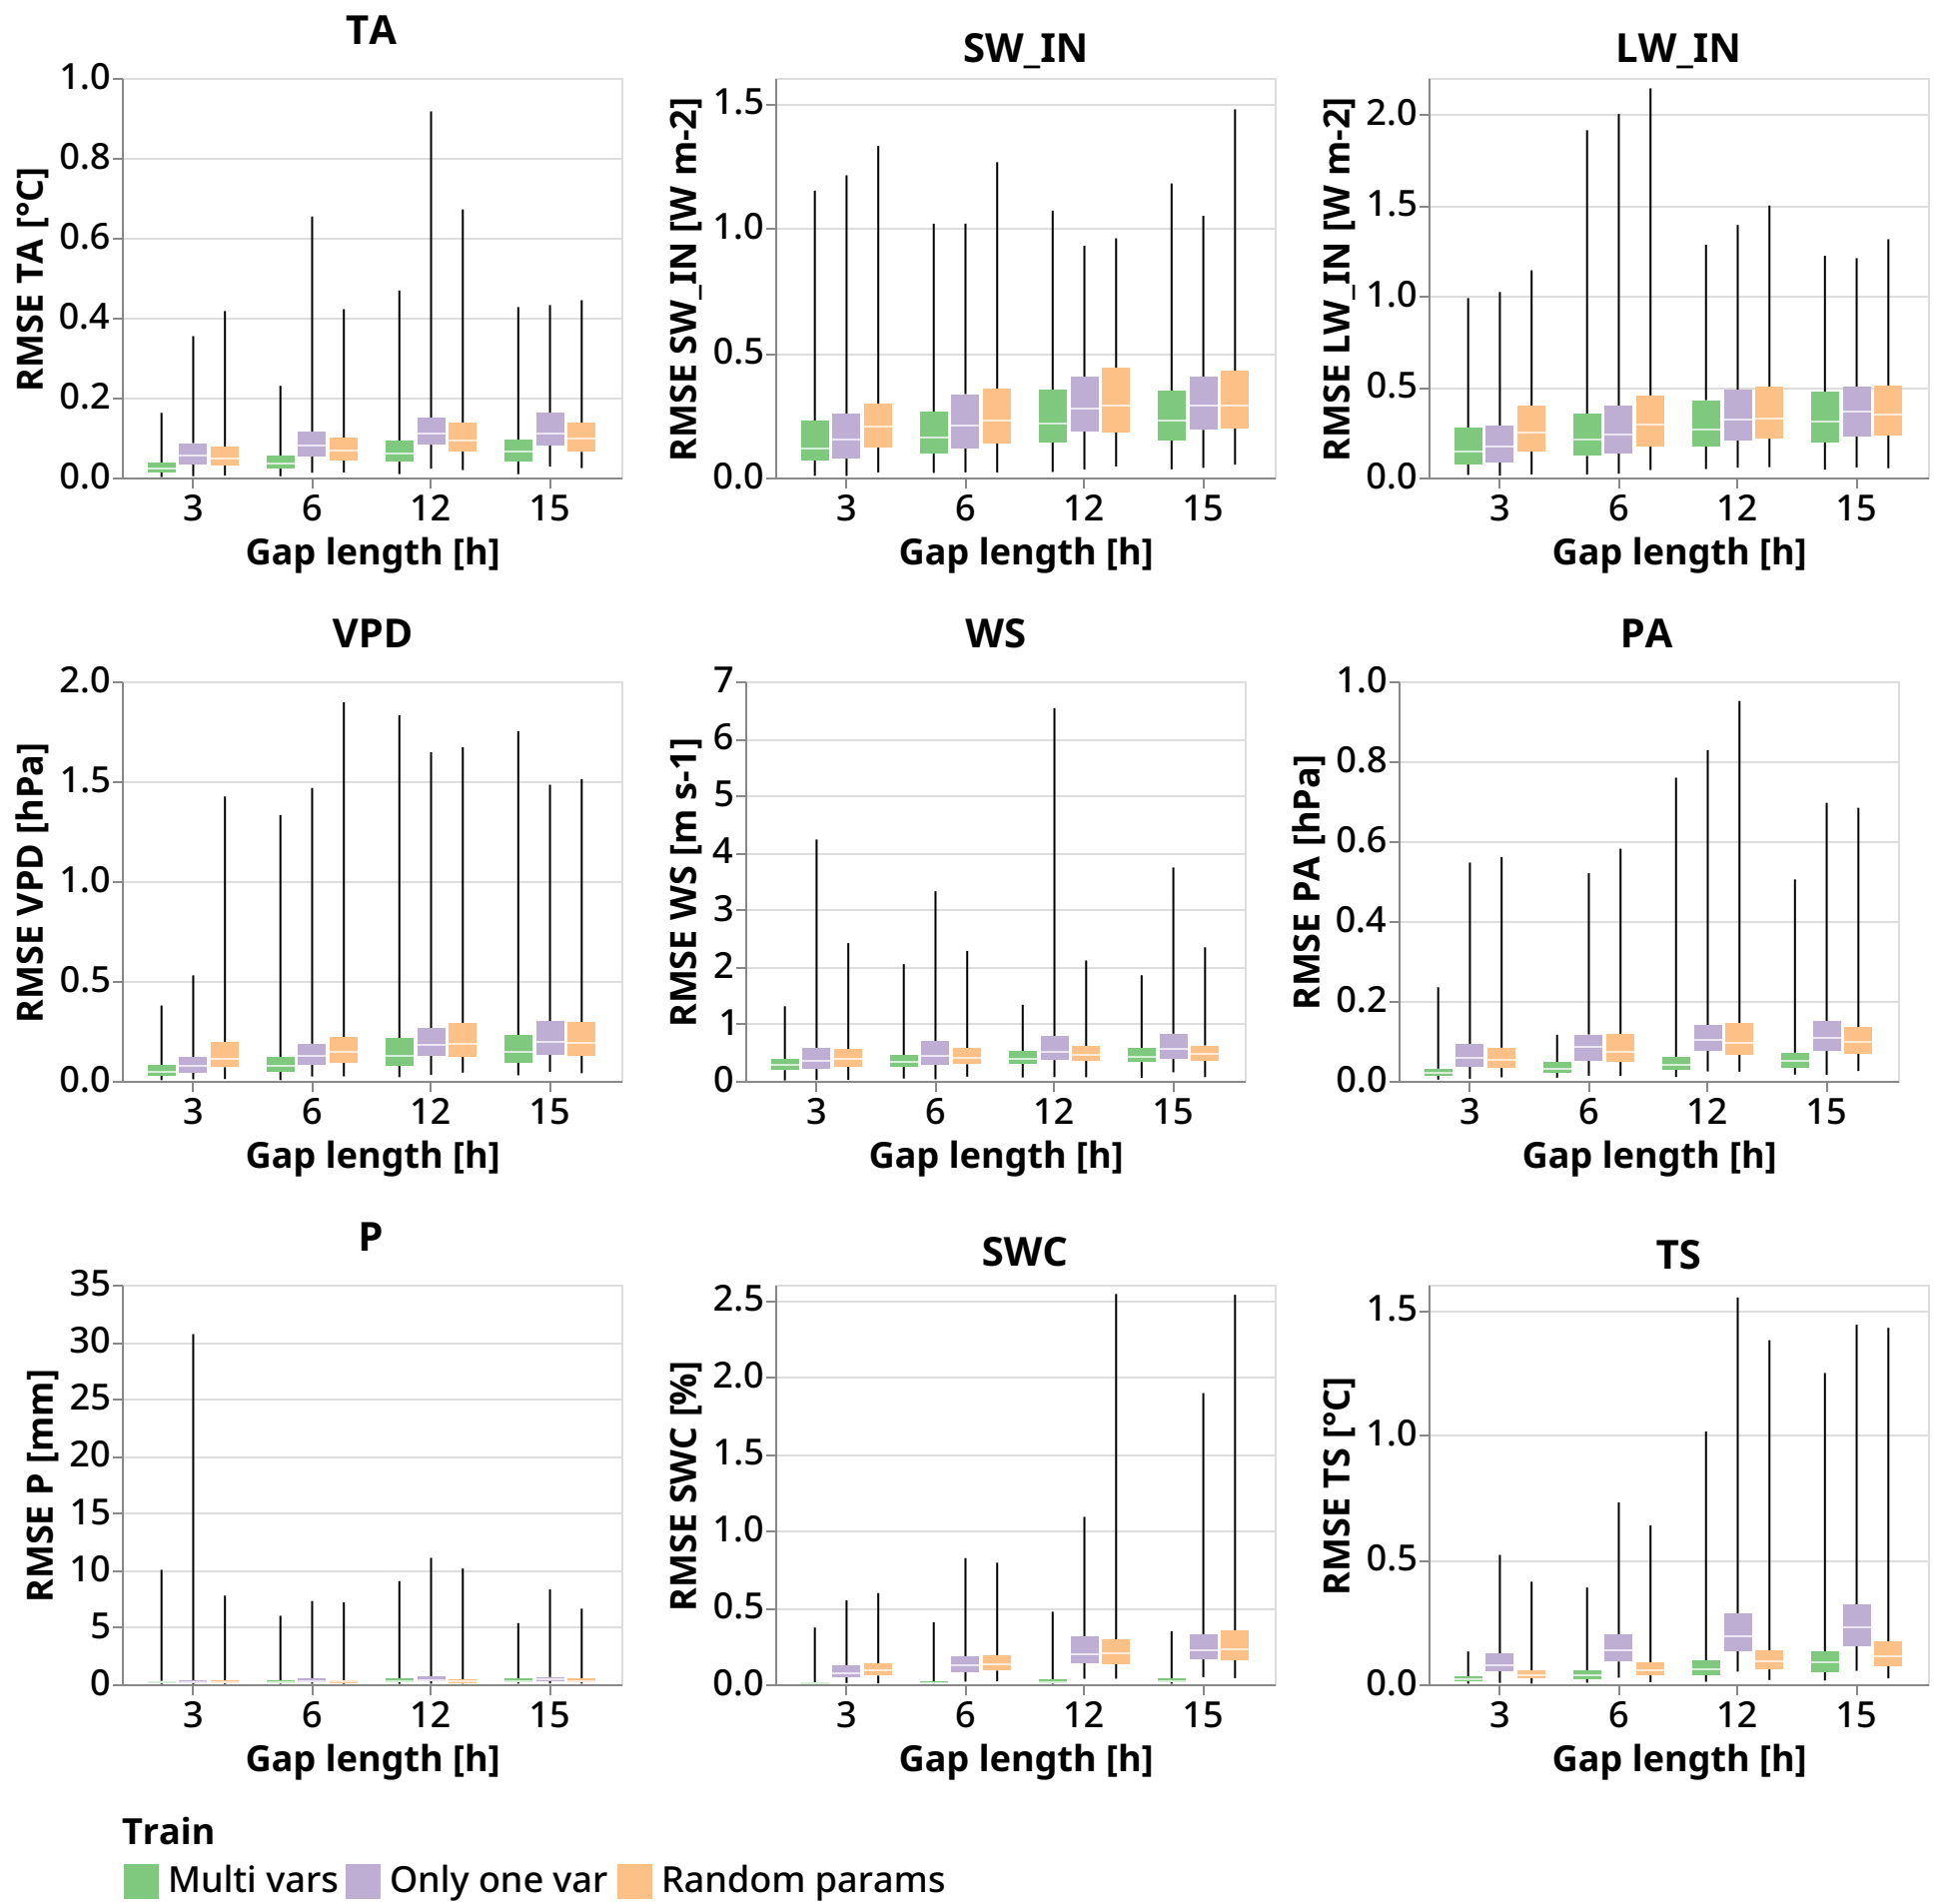 TA
RMSE TA [°C]
1.0
0.8
0.6
0.4
0.2
0.0
3 6 12 15
Gap length [h]
SW_IN
RMSE SW_IN [W m-2]
1.5
1.0
0.5
0.0
3 6 12 15
Gap length [h]
LW_IN
RMSE LW_IN [W m-2]
2.0
1.5
1.0
0.5
0.0
3 6 12 15
Gap length [h]
VPD
RMSE VPD [hPa]
2.0
1.5
1.0
0.5
0.0
3 6 12 15
Gap length [h]
WS
RMSE WS [m s-1]
7
6
5
4
3
2
1
0
3 6 12 15
Gap length [h]
PA
RMSE PA [hPa]
1.0
0.8
0.6
0.4
0.2
0.0
3 6 12 15
Gap length [h]
P
RMSE P [mm]
35
30
25
20
15
10
5
0
3 6 12 15
Gap length [h]
SWC
RMSE SWC [%]
2.5
2.0
1.5
1.0
0.5
0.0
3 6 12 15
Gap length [h]
TS
RMSE TS [°C]
1.5
1.0
0.5
0.0
3 6 12 15
Gap length [h]
Train
Multi vars Only one var Random params